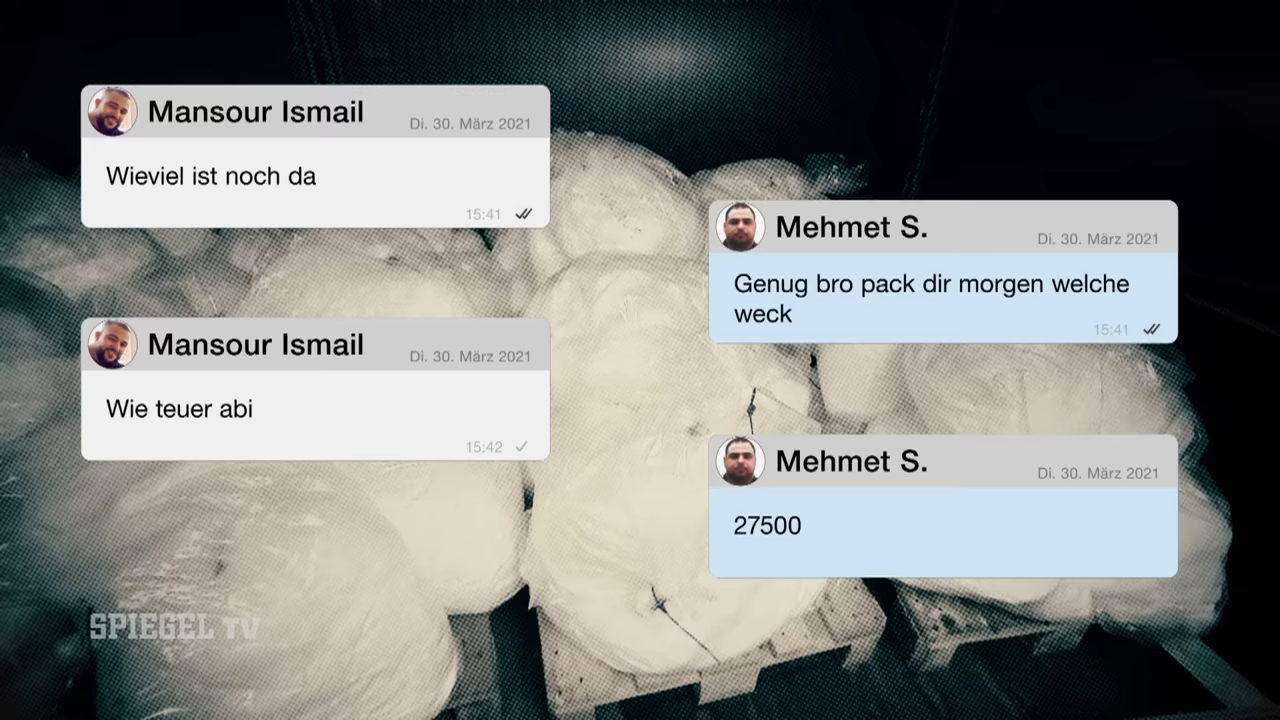 Mansour Ismail
Di. 30. März 2021
Wieviel ist noch da
15:41
Mehmet S.
Di. 30. März 2021
Genug bro pack dir morgen welche
weck
15:41
Mansour Ismail
Di. 30. März 2021
Wie teuer abi
15:42
Mehmet S.
Di. 30. März 2021
27500
SPIEGEL TV